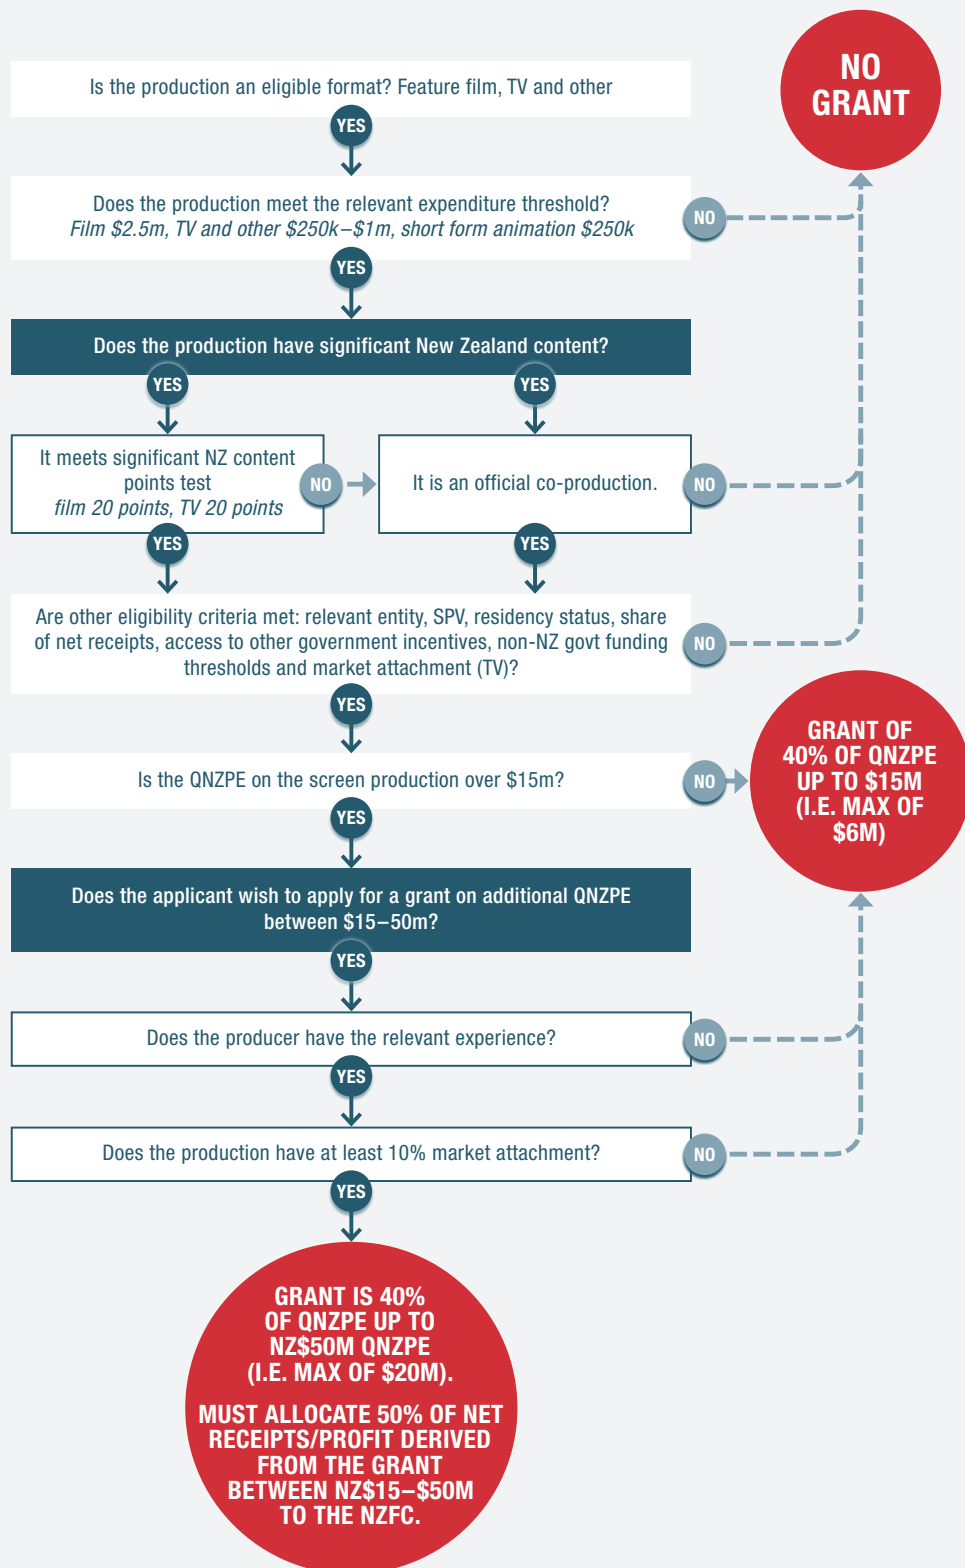 NO
GRANT
Is the production an eligible format? Feature film, TV and other
YES
Does the production meet the relevant expenditure threshold?
Film $2.5m, TV and other $250k–$1m, short form animation $250k
NO
YES
Does the production have significant New Zealand content?
YES
YES
It meets significant NZ content
points test
film 20 points, TV 20 points
NO
It is an official co-production.
NO
YES
YES
Are other eligibility criteria met: relevant entity, SPV, residency status, share
of net receipts, access to other government incentives, non-NZ govt funding
thresholds and market attachment (TV)?
NO
YES
Is the QNZPE on the screen production over $15m?
NO
GRANT OF
40% OF QNZPE
UP TO $15M
(I.E. MAX OF
$6M)
YES
Does the applicant wish to apply for a grant on additional QNZPE
between $15–50m?
YES
Does the producer have the relevant experience?
NO
YES
Does the production have at least 10% market attachment?
NO
YES
GRANT IS 40%
OF QNZPE UP TO
NZ$50M QNZPE
(I.E. MAX OF $20M).
MUST ALLOCATE 50% OF NET
RECEIPTS/PROFIT DERIVED
FROM THE GRANT
BETWEEN NZ$15–$50M
TO THE NZFC.